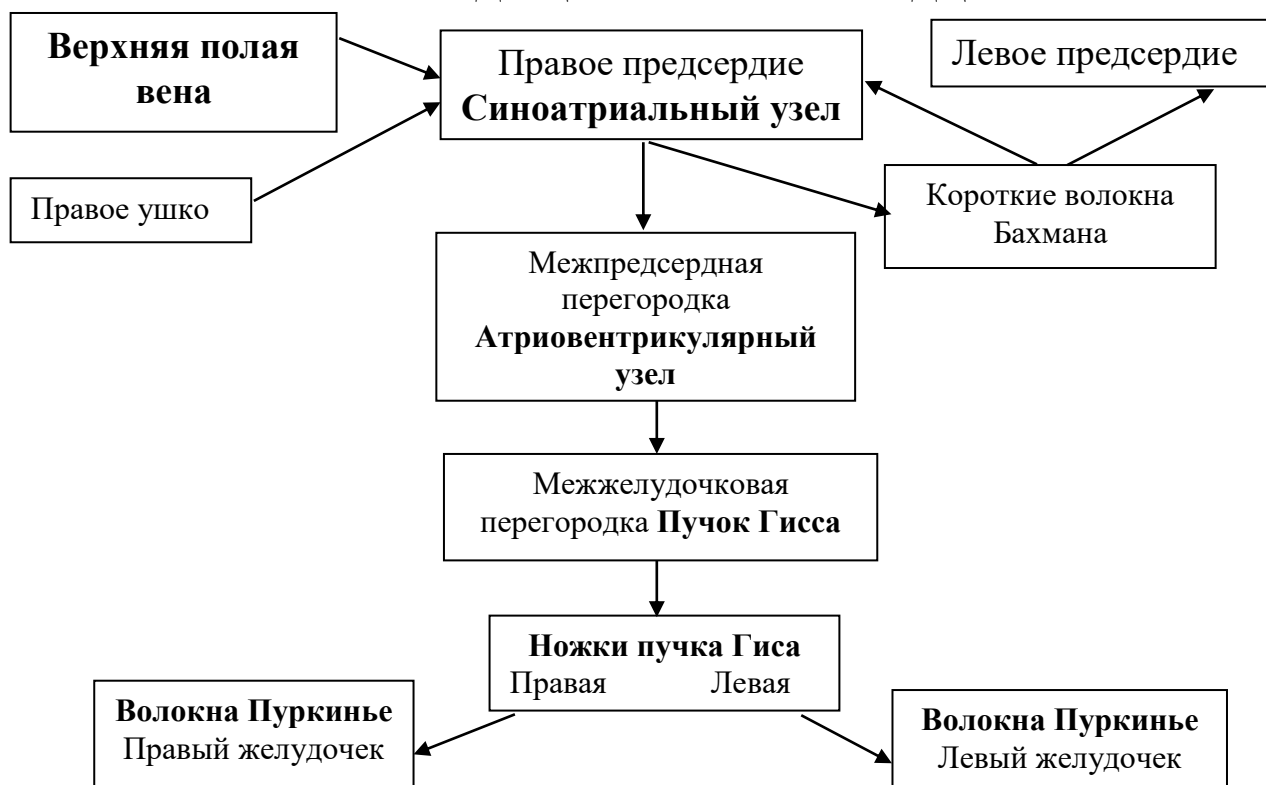 Верхняя полая
вена
Правое предсердие
Синоатриальный узел
Левое предсердие
Правое ушко
Короткие волокна
Бахмана
Межпредсердная
перегородка
Атриовентрикулярный
узел
Межжелудочковая
перегородка Пучок Гисса
Ножки пучка Гиса
Правая Левая
Волокна Пуркинье
Правый желудочек
Волокна Пуркинье
Левый желудочек